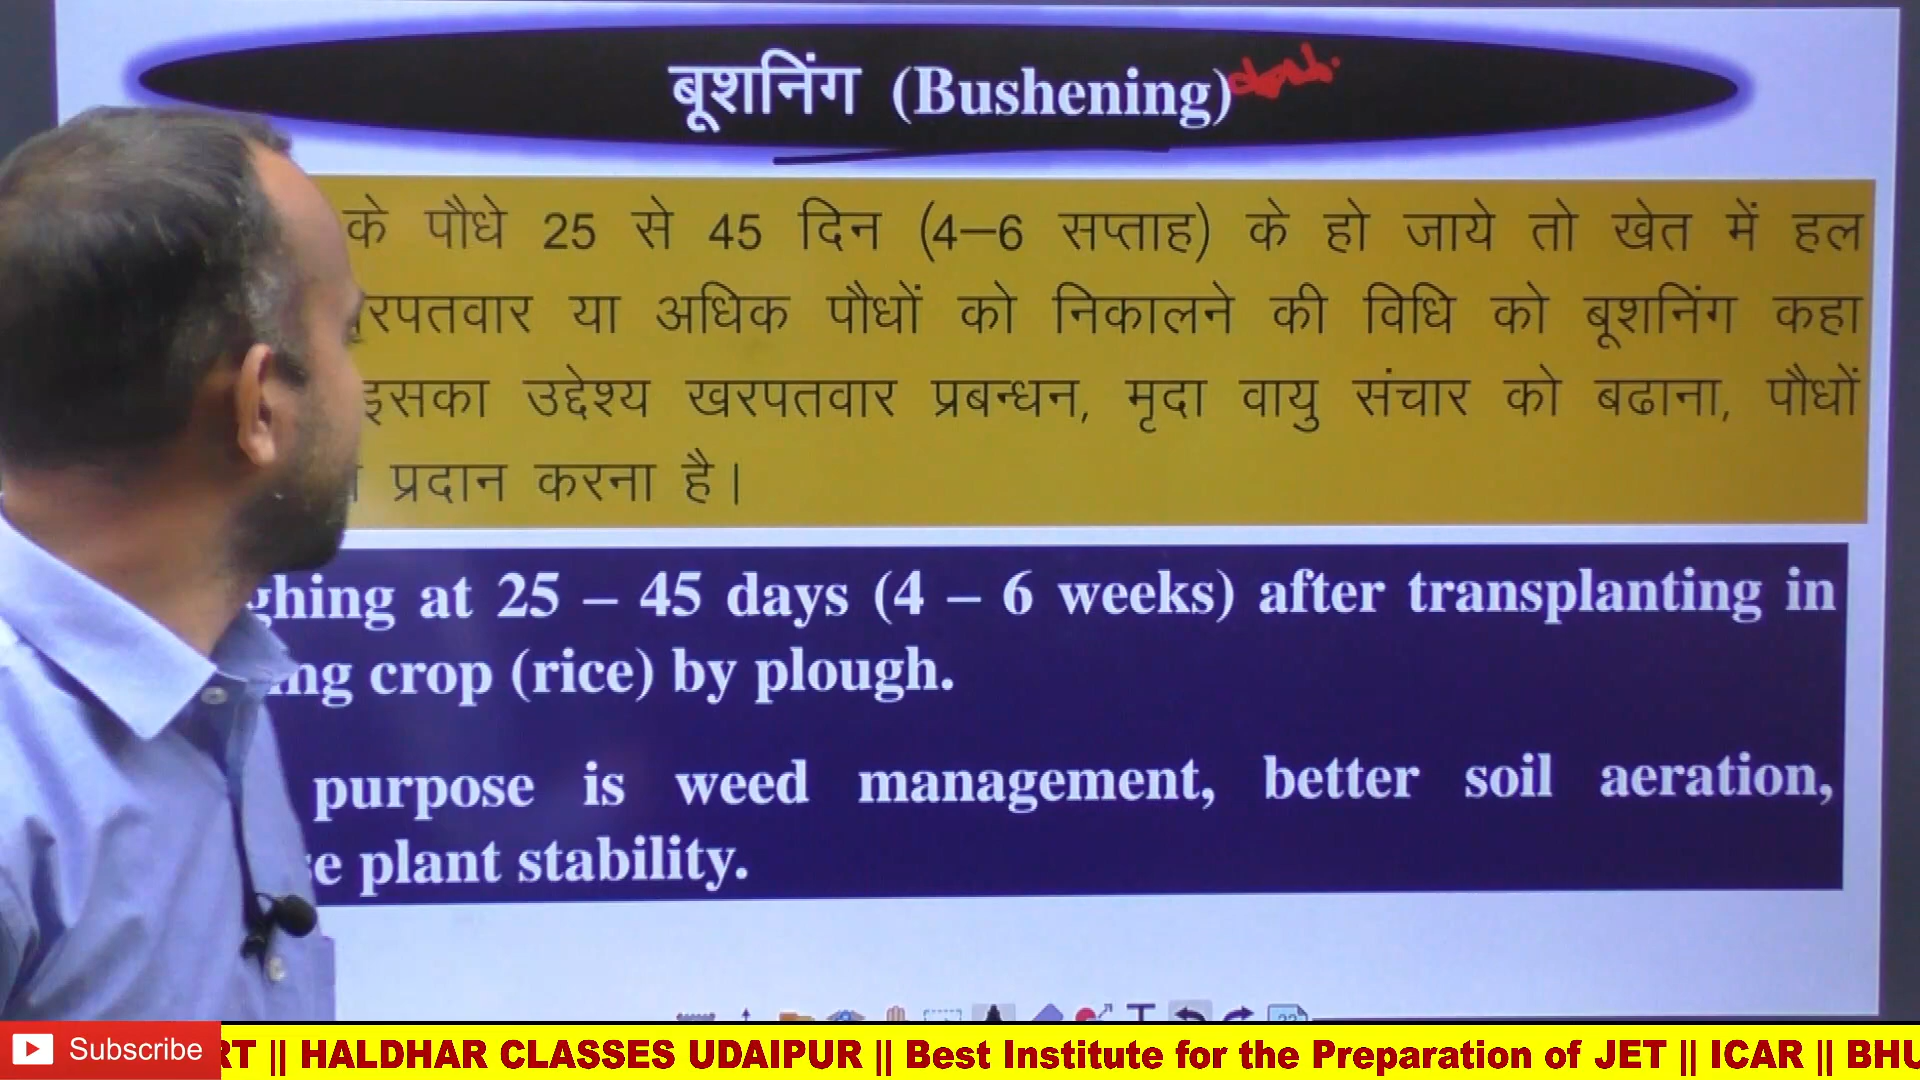 बूशनिंग (Bushening)
के पौधे 25 से 45 दिन (4–6 सप्ताह) के हो जाये तो खेत में हल
या अधिक पौधों को निकालने की विधि को बूशनिंग कहा
इसका उद्देश्य खरपतवार प्रबन्धन, मृदा वायु संचार को बढाना, पौधों
प्रदान करना है।
at 25 – 45 days (4 – 6 weeks) after transplanting in
crop (rice) by plough.
purpose is weed management, better soil aeration,
plant stability.
Subscribe
RT || HALDHAR CLASSES UDAIPUR || Best Institute for the Preparation of JET || ICAR || BHU